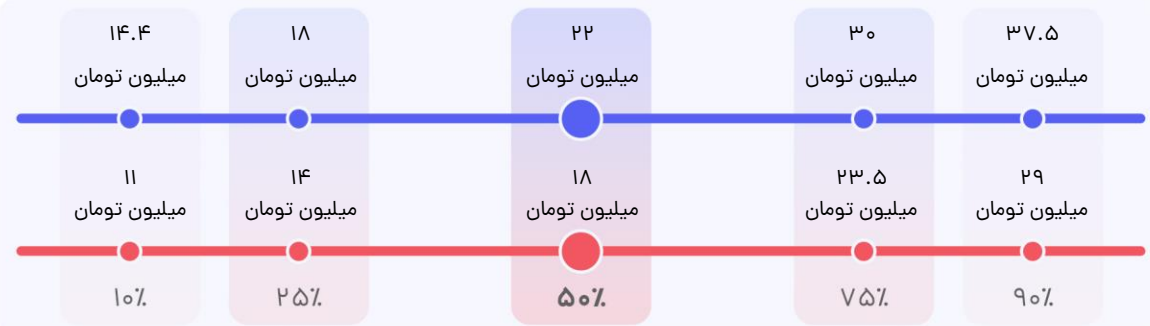 ۱۴.۴
میلیون تومان
۱۸
میلیون تومان
۲۲
میلیون تومان
۳۰
میلیون تومان
۳۷.۵
میلیون تومان
۱۱
میلیون تومان
۱۴
میلیون تومان
۱۸
میلیون تومان
۲۳.۵
میلیون تومان
۲۹
میلیون تومان
۱۰٪
۲۵٪
۵۰٪
۷۵٪
۹۰٪